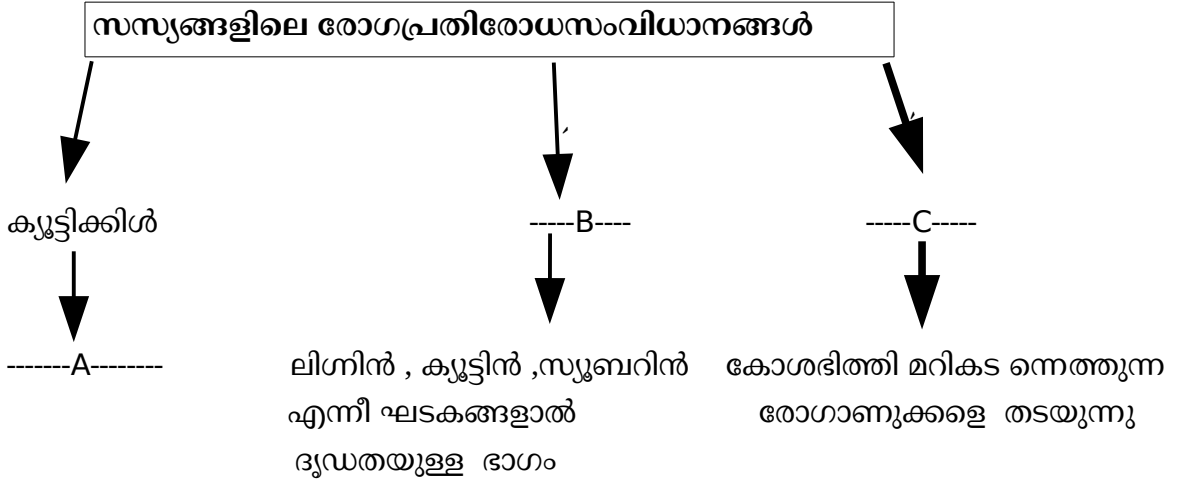 സസ്യങ്ങളിലെ രോഗപ്രതിരോധസംവിധാനങ്ങൾ
ക്യൂട്ടിക്കിൾ
-----B----
-----C-----
-------A--------
ലിഗ്നിൻ , ക്യൂട്ടിൻ ,സ്യൂബറിൻ
എന്നീ ഘടകങ്ങളാൽ
ദൃഡതയുള്ള ഭാഗം
കോശഭിത്തി മറികട ന്നെത്തുന്ന
രോഗാണുക്കളെ തടയുന്നു